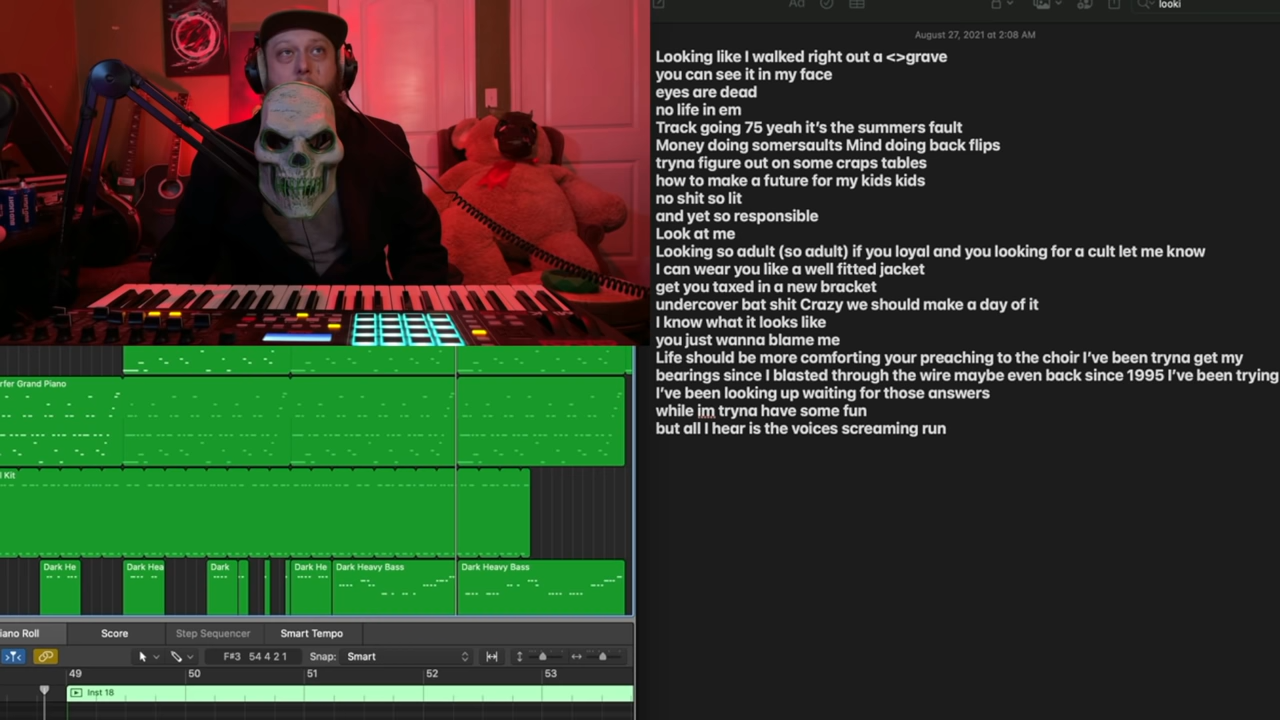 looki
August 27, 2021 at 2:08 AM
Looking like I walked right out a <>grave
you can see it in my face
eyes are dead
no life in em
Track going 75 yeah it's the summers fault
Money doing somersaults Mind doing back flips
tryna figure out on some craps tables
how to make a future for my kids kids
no shit so lit
and yet so responsible
Look at me
Looking so adult (so adult) if you loyal and you looking for a cult let me know
I can wear you like a well fitted jacket
get you taxed in a new bracket
undercover bat shit Crazy we should make a day of it
I know what it looks like
you just wanna blame me
Life should be more comforting your preaching to the choir I've been tryna get my
bearings since I blasted through the wire maybe even back since 1995 I've been trying
I've been looking up waiting for those answers
while im tryna have some fun
but all I hear is the voices screaming run
rfer Grand Piano
l Kit
Dark He
Dark Hea
Dark
Dark He
Dark Heavy Bass
Dark Heavy Bass
iano Roll
Score
Step Sequencer
Smart Tempo
F#3 54 4 2 1
Snap: Smart
49 50 51 52 53
Inst 18